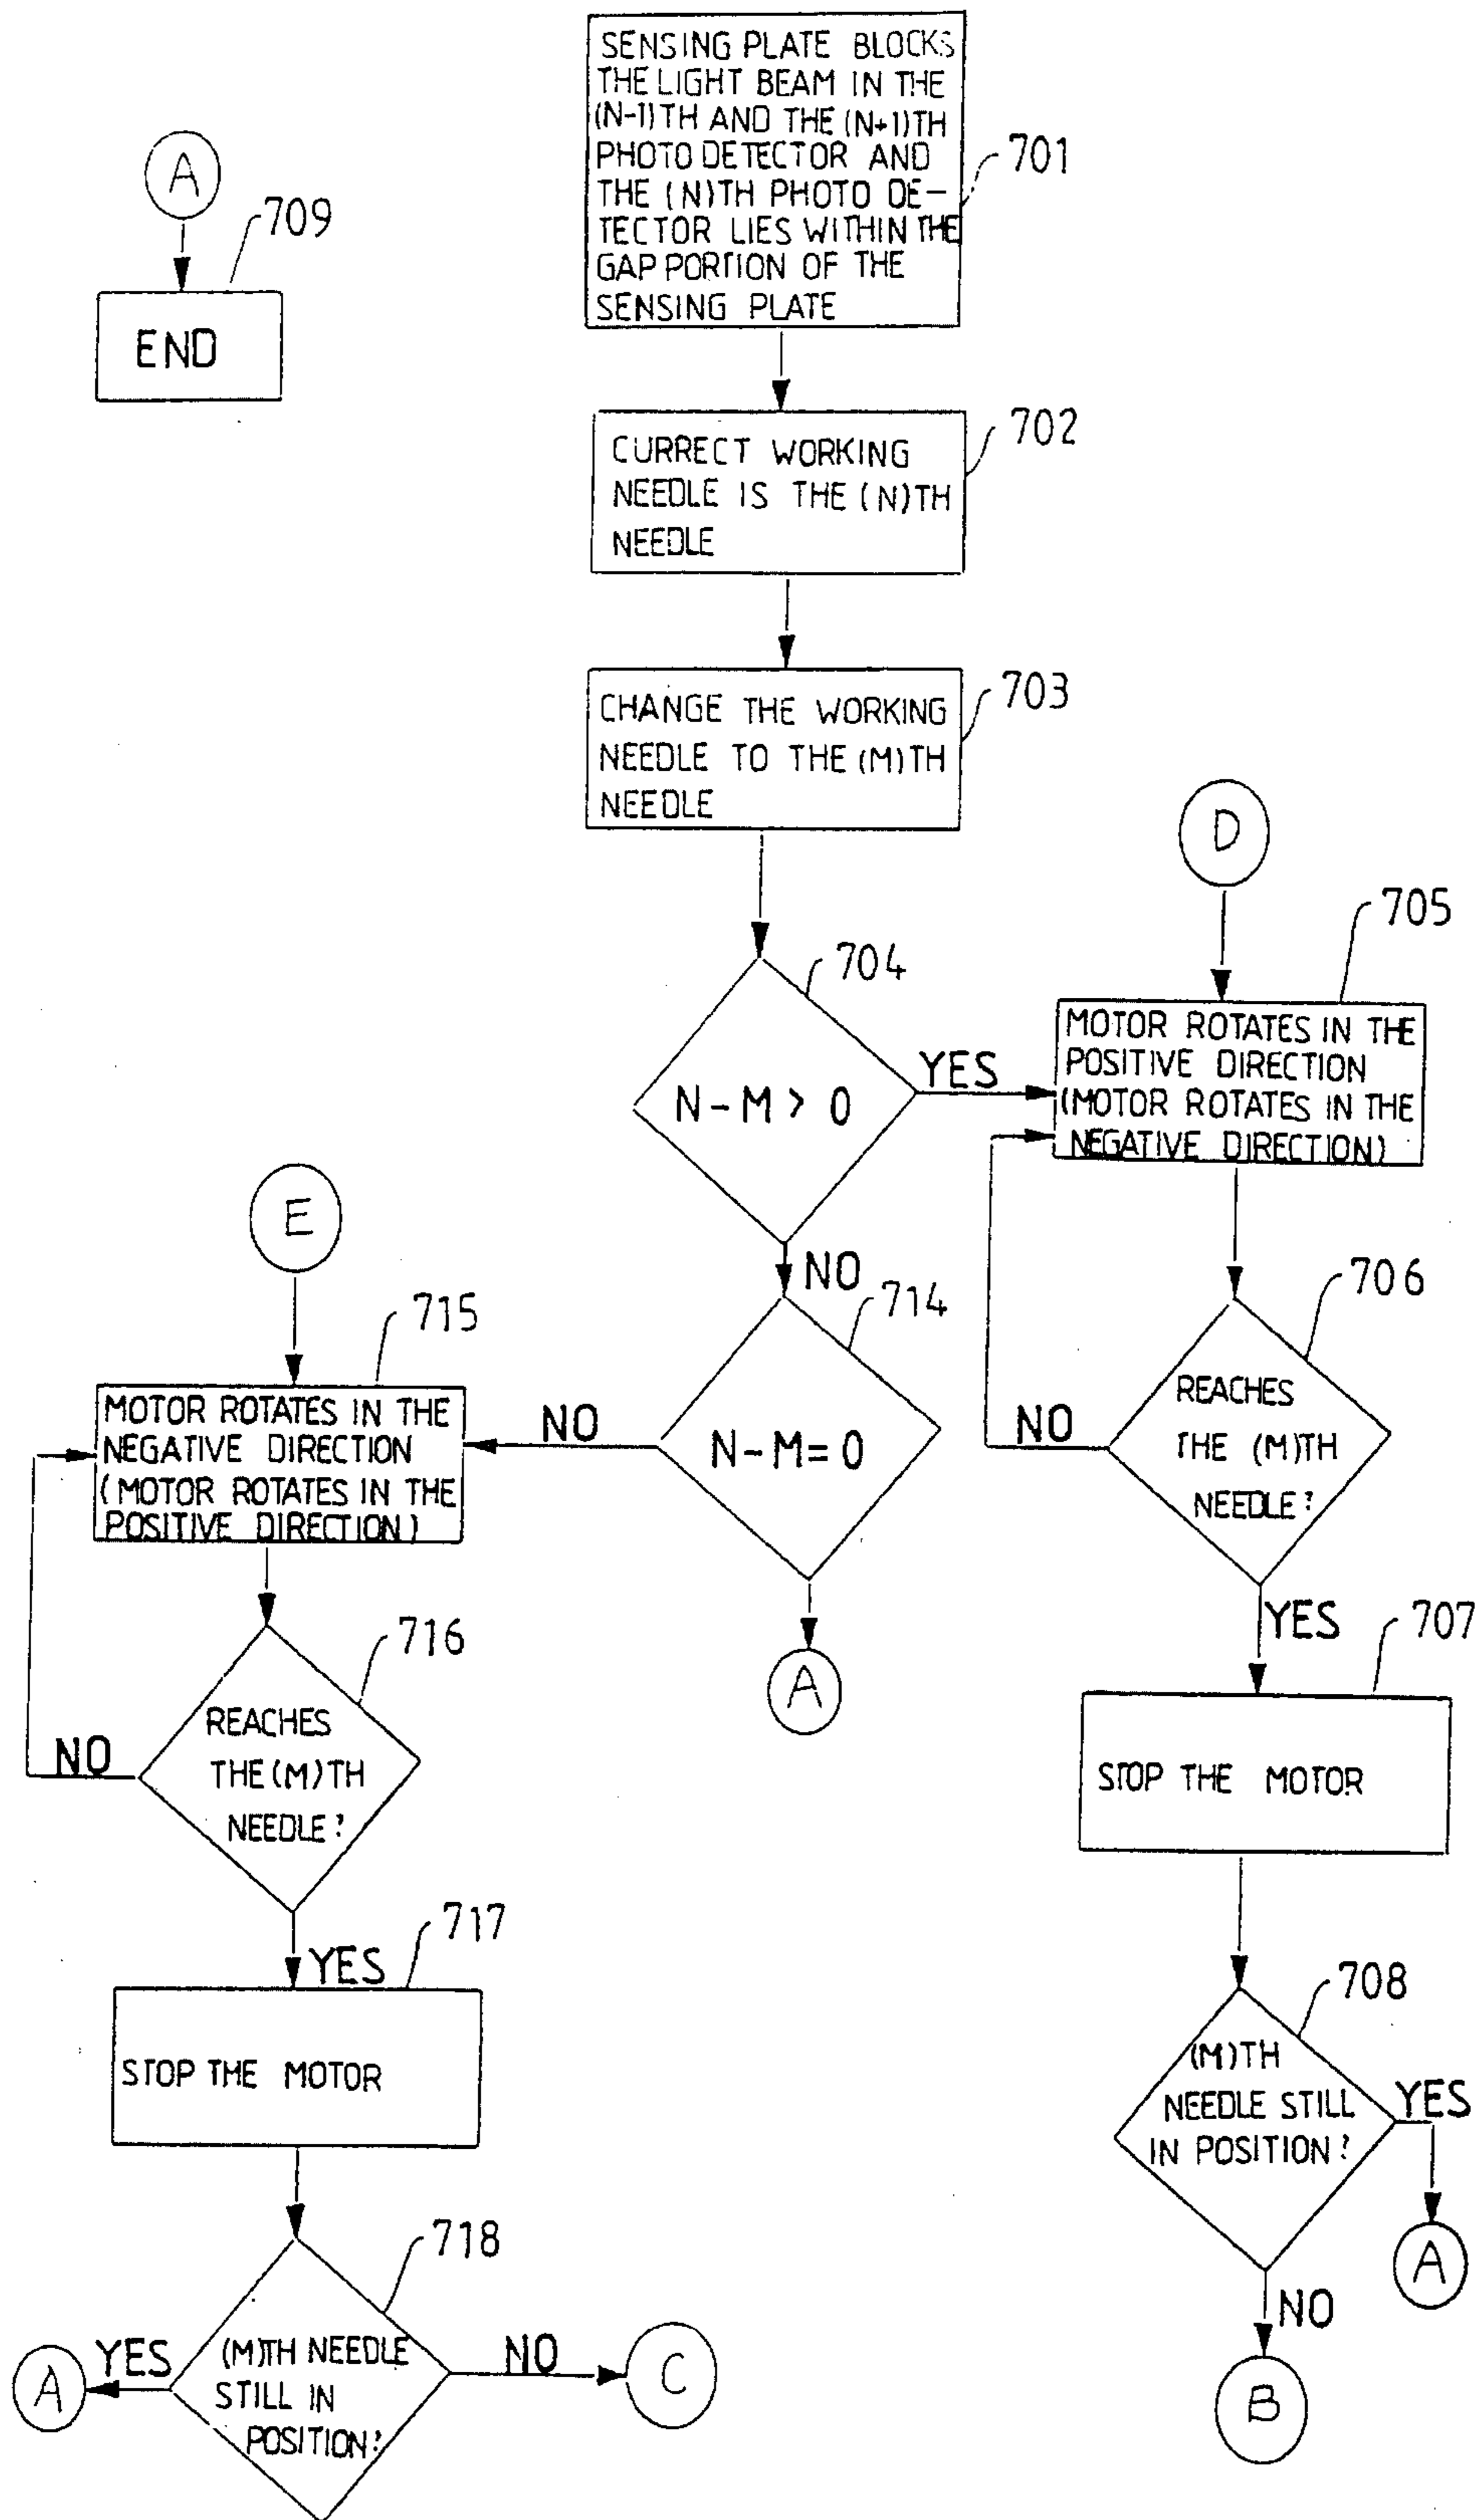 SENSING PLATE BLOCKS
THE LIGHT BEAM IN THE
(N-1)TH AND THE (N+1)TH
PHOTO DETECTOR AND
THE (N)TH PHOTO DE-
TECTOR LIES WITHIN THE
GAP PORTION OF THE
SENSING PLATE
701
A
709
END
CURRECT WORKING
NEEDLE IS THE (N)TH
NEEDLE
702
CHANGE THE WORKING
NEEDLE TO THE (M)TH
NEEDLE
703
D
704
N-M > 0
YES
NO
705
MOTOR ROTATES IN THE
POSITIVE DIRECTION
(MOTOR ROTATES IN THE
NEGATIVE DIRECTION)
E
714
N-M=0
NO
A
715
MOTOR ROTATES IN THE
NEGATIVE DIRECTION
(MOTOR ROTATES IN THE
POSITIVE DIRECTION)
706
REACHES
THE (M)TH
NEEDLE?
NO
YES
716
REACHES
THE (M)TH
NEEDLE?
NO
YES
707
STOP THE MOTOR
717
STOP THE MOTOR
708
(M)TH
NEEDLE STILL
IN POSITION?
YES
A
NO
B
718
(M)TH NEEDLE
STILL IN
POSITION?
YES
A
NO
C